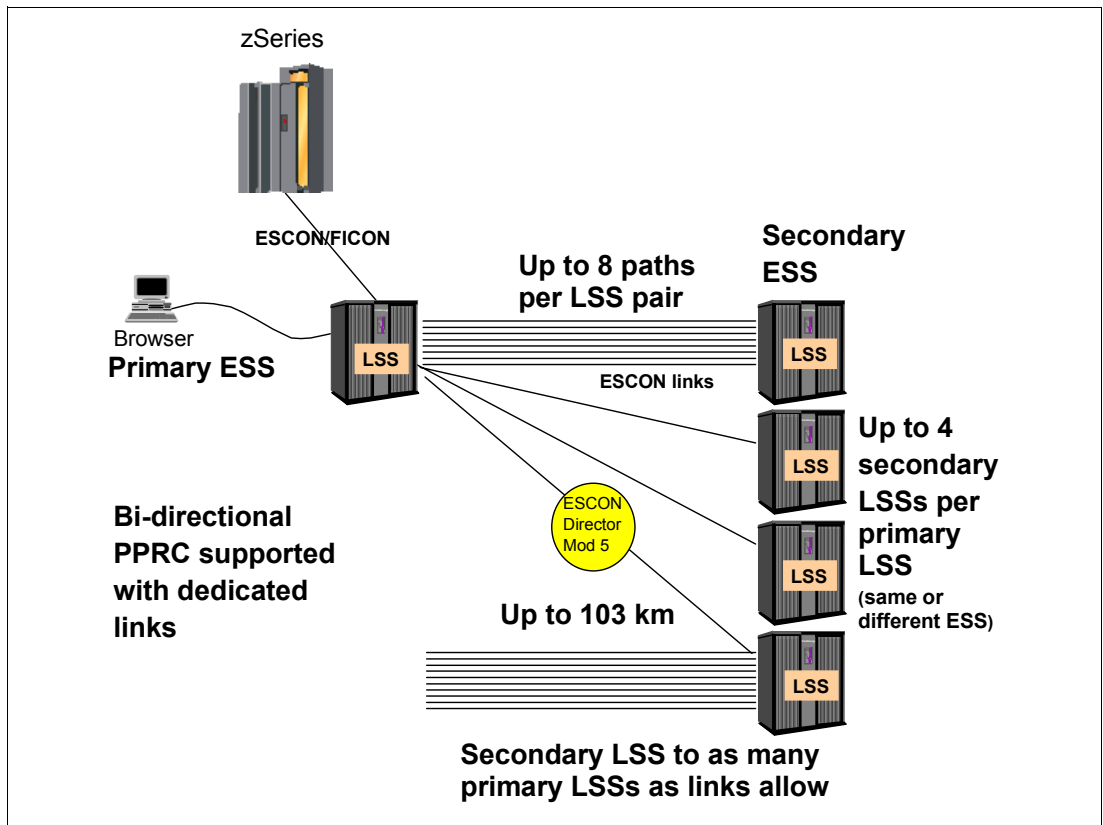 zSeries
ESCON/FICON
Browser
Primary ESS
LSS
Up to 8 paths
per LSS pair
ESCON links
Secondary
ESS
LSS
LSS
Up to 4
secondary
LSSs per
primary
LSS
(same or
different ESS)
LSS
ESCON
Director
Mod 5
Bi-directional
PPRC supported
with dedicated
links
Up to 103 km
LSS
Secondary LSS to as many
primary LSSs as links allow